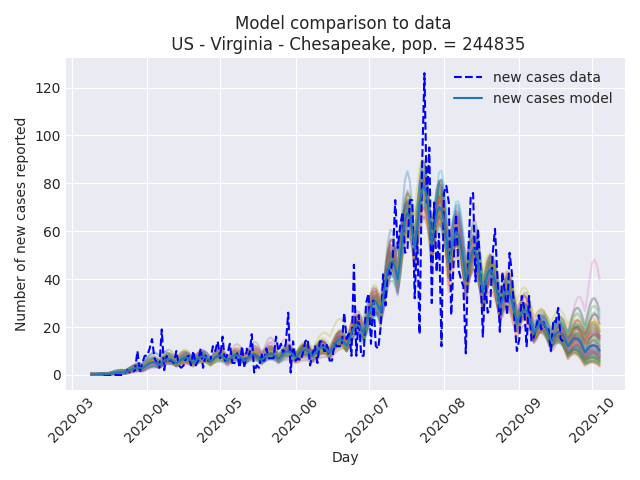 Model comparison to data
US - Virginia - Chesapeake, pop. = 244835
new cases data
new cases model
Number of new cases reported
120
100
80
60
40
20
0
2020-03
2020-04
2020-05
2020-06
2020-07
2020-08
2020-09
2020-10
Day